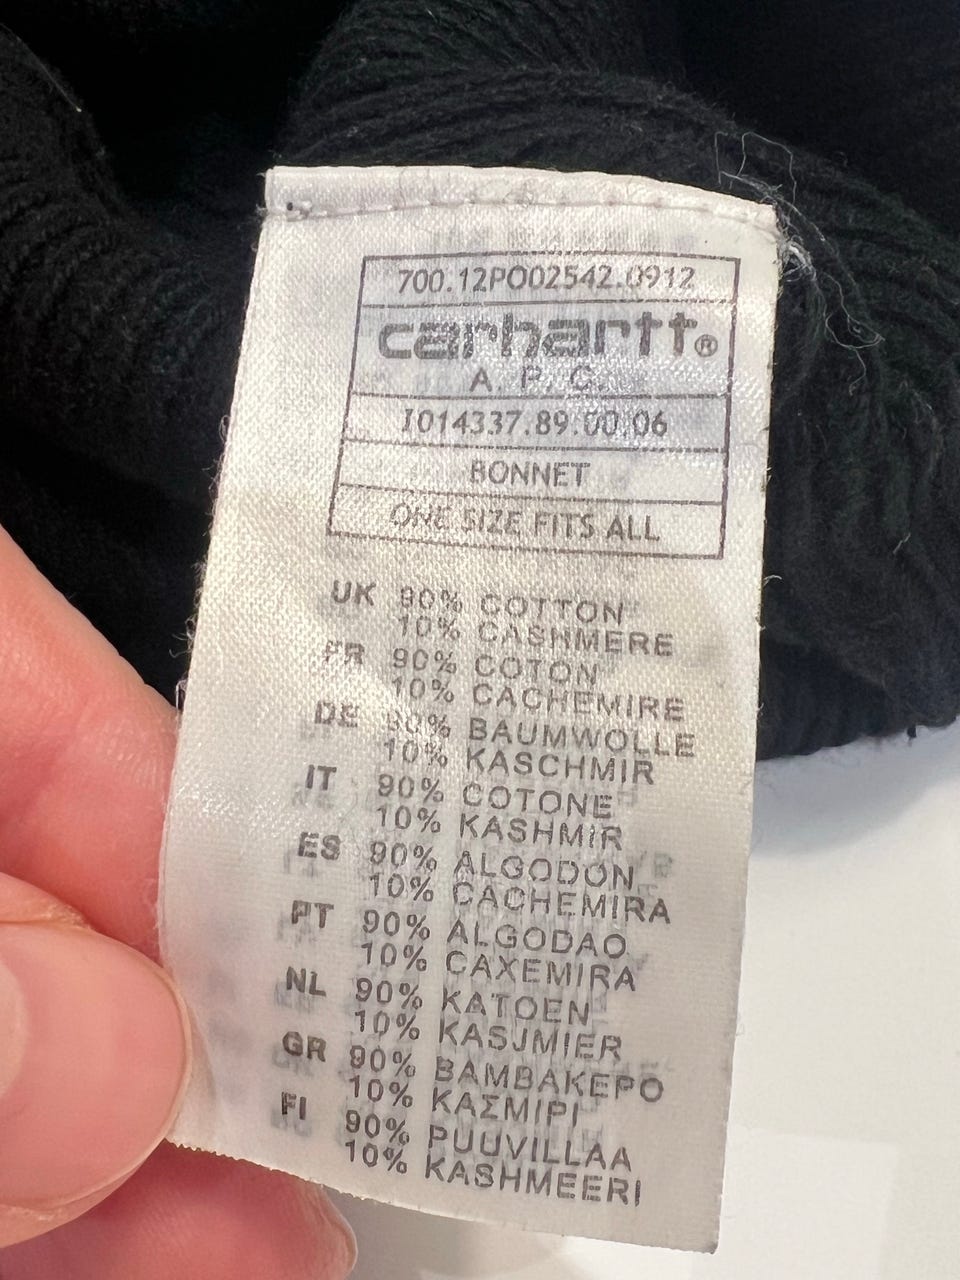 700.12PO02542.0912
carhartt®
A. P. C.
I014337.89.00.06
BONNET
ONE SIZE FITS ALL
UK 90% COTTON
10% CASHMERE
FR 90% COTON
10% CACHEMIRE
DE 90% BAUMWOLLE
10% KASCHMIR
IT 90% COTONE
10% KASHMIR
ES 90% ALGODON
10% CACHEMIRA
PT 90% ALGODAO
10% CAXEMIRA
NL 90% KATOEN
10% KASJMIER
GR 90% ΒΑΜΒΑΚΕΡΟ
10% ΚΑΣΜΙΡΙ
FI 90% PUUVILLAA
10% KASHMEERI